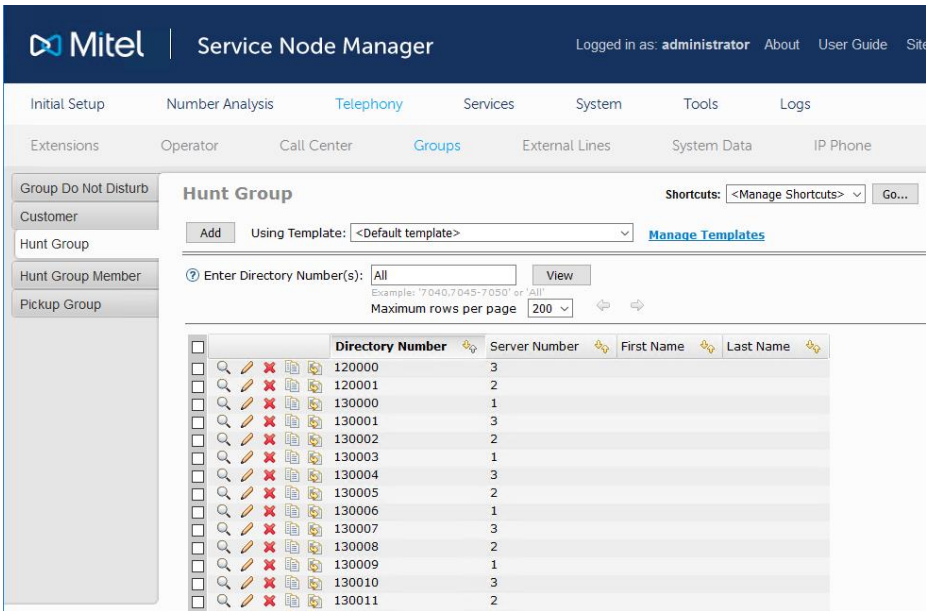 Mitel | Service Node Manager Logged in as: administrator About User Guide Site
Initial Setup Number Analysis Telephony Services System Tools Logs
Extensions Operator Call Center Groups External Lines System Data IP Phone
Group Do Not Disturb
Customer
Hunt Group
Hunt Group Member
Pickup Group
Hunt Group Shortcuts: <Manage Shortcuts> Go...
Add Using Template: <Default template> Manage Templates
? Enter Directory Number(s): All View
Example: '7040,7045-7050' or 'All'
Maximum rows per page 200
Directory Number Server Number First Name Last Name
120000 3
120001 2
130000 1
130001 3
130002 2
130003 1
130004 3
130005 2
130006 1
130007 3
130008 2
130009 1
130010 3
130011 2